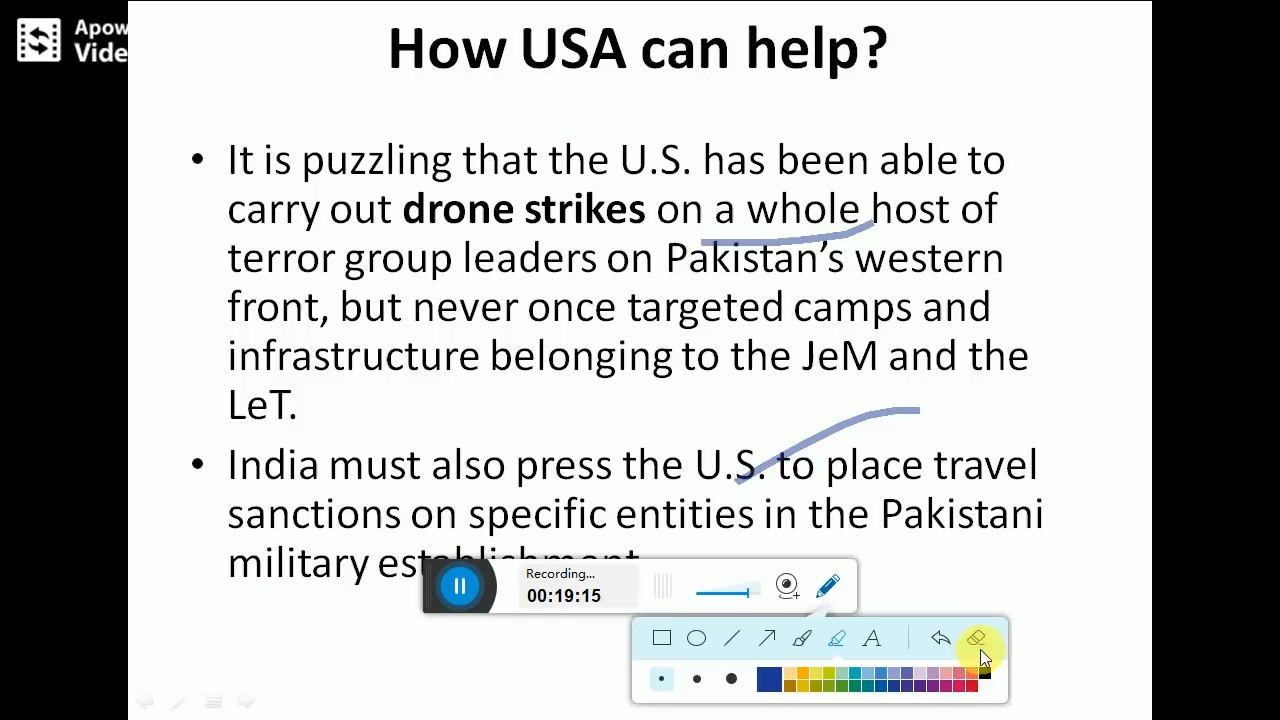 Apow
Vide
How USA can help?
• It is puzzling that the U.S. has been able to
carry out drone strikes on a whole host of
terror group leaders on Pakistan’s western
front, but never once targeted camps and
infrastructure belonging to the JeM and the
LeT.
• India must also press the U.S. to place travel
sanctions on specific entities in the Pakistani
military establishment.
Recording...
00:19:15
A